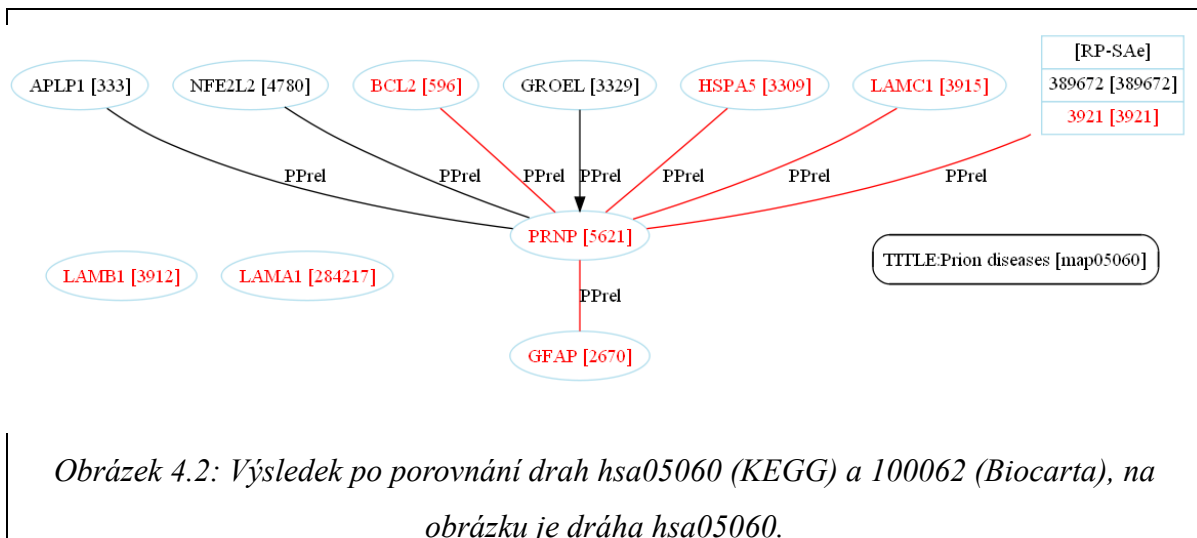 [RP-SAe]
APLP1 [333] NFE2L2 [4780] BCL2 [596] GROEL [3329] HSPA5 [3309] LAMC1 [3915] 389672 [389672]
3921 [3921]
PPrel PPrel PPrel PPrel PPrel PPrel PPrel
PRNP [5621]
LAMB1 [3912] LAMA1 [284217] TITLE:Prion diseases [map05060]
PPrel
GFAP [2670]
Obrázek 4.2: Výsledek po porovnání drah hsa05060 (KEGG) a 100062 (Biocarta), na
obrázku je dráha hsa05060.